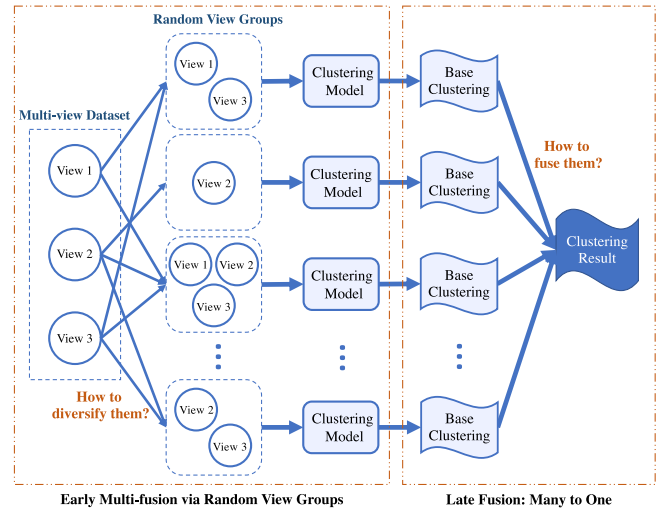 Random View Groups
Multi-view Dataset
View 1
View 2
View 3
How to
diversify them?
View 1
View 3
View 2
View 1
View 2
View 3
View 2
View 3
Clustering
Model
Clustering
Model
Clustering
Model
Clustering
Model
Base
Clustering
Base
Clustering
Base
Clustering
Base
Clustering
How to
fuse them?
Clustering
Result
Early Multi-fusion via Random View Groups
Late Fusion: Many to One